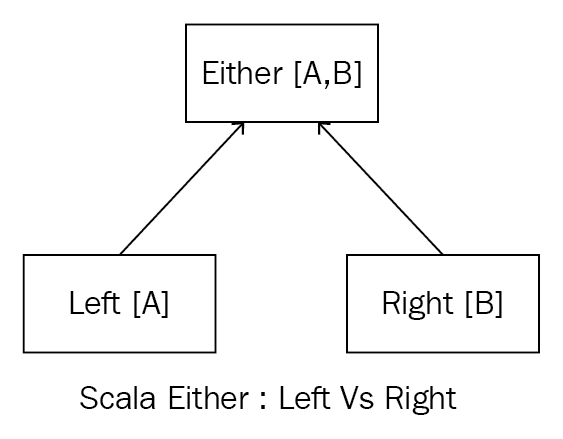 Either [A,B]
Left [A]
Right [B]
Scala Either : Left Vs Right